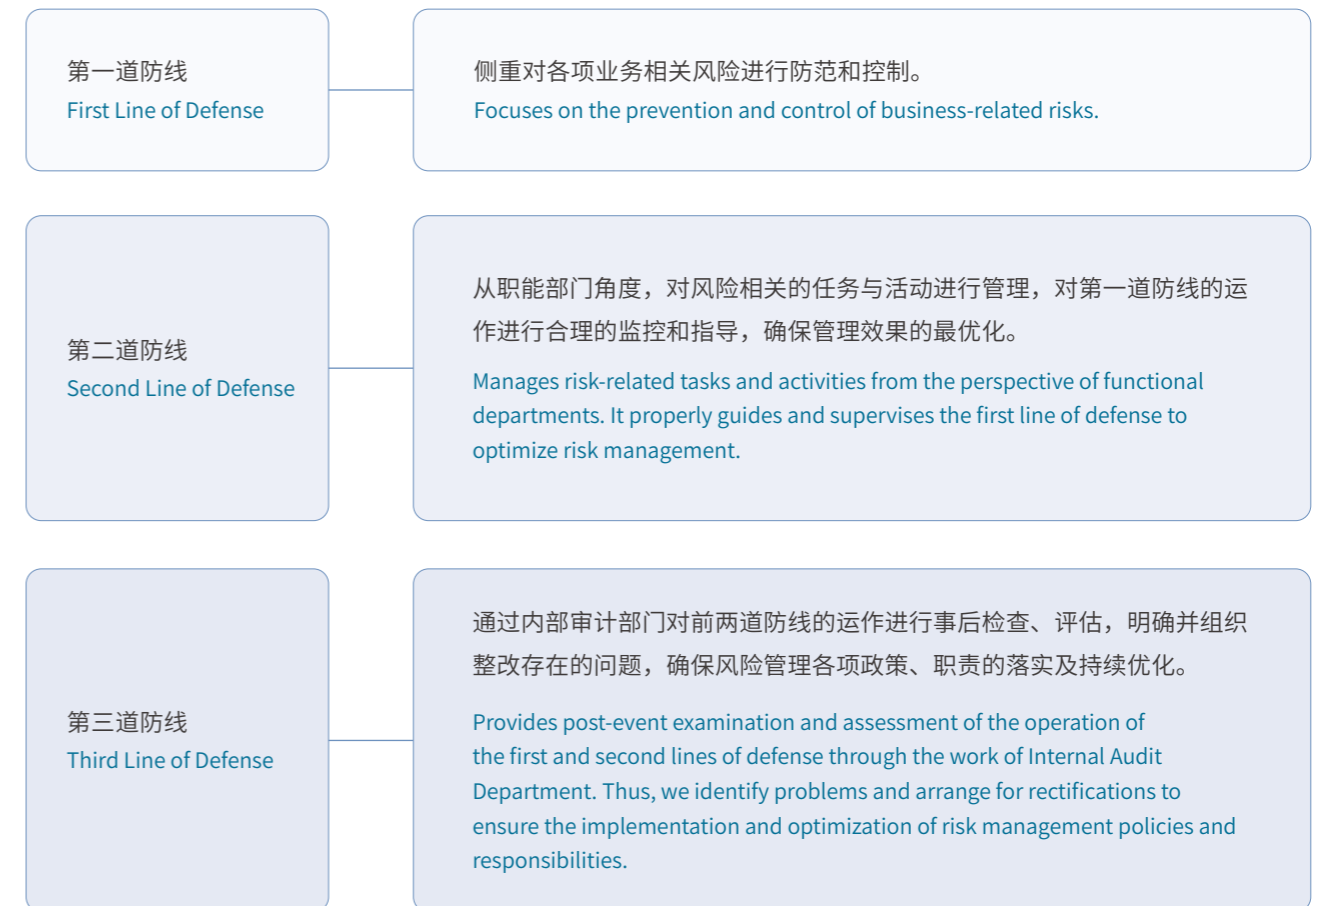 第一道防线
First Line of Defense
侧重对各项业务相关风险进行防范和控制。
Focuses on the prevention and control of business-related risks.
第二道防线
Second Line of Defense
从职能部门角度，对风险相关的任务与活动进行管理，对第一道防线的运
作进行合理的监控和指导，确保管理效果的最优化。
Manages risk-related tasks and activities from the perspective of functional
departments. It properly guides and supervises the first line of defense to
optimize risk management.
第三道防线
Third Line of Defense
通过内部审计部门对前两道防线的运作进行事后检查、评估，明确并组织
整改存在的问题，确保风险管理各项政策、职责的落实及持续优化。
Provides post-event examination and assessment of the operation of
the first and second lines of defense through the work of Internal Audit
Department. Thus, we identify problems and arrange for rectifications to
ensure the implementation and optimization of risk management policies and
responsibilities.